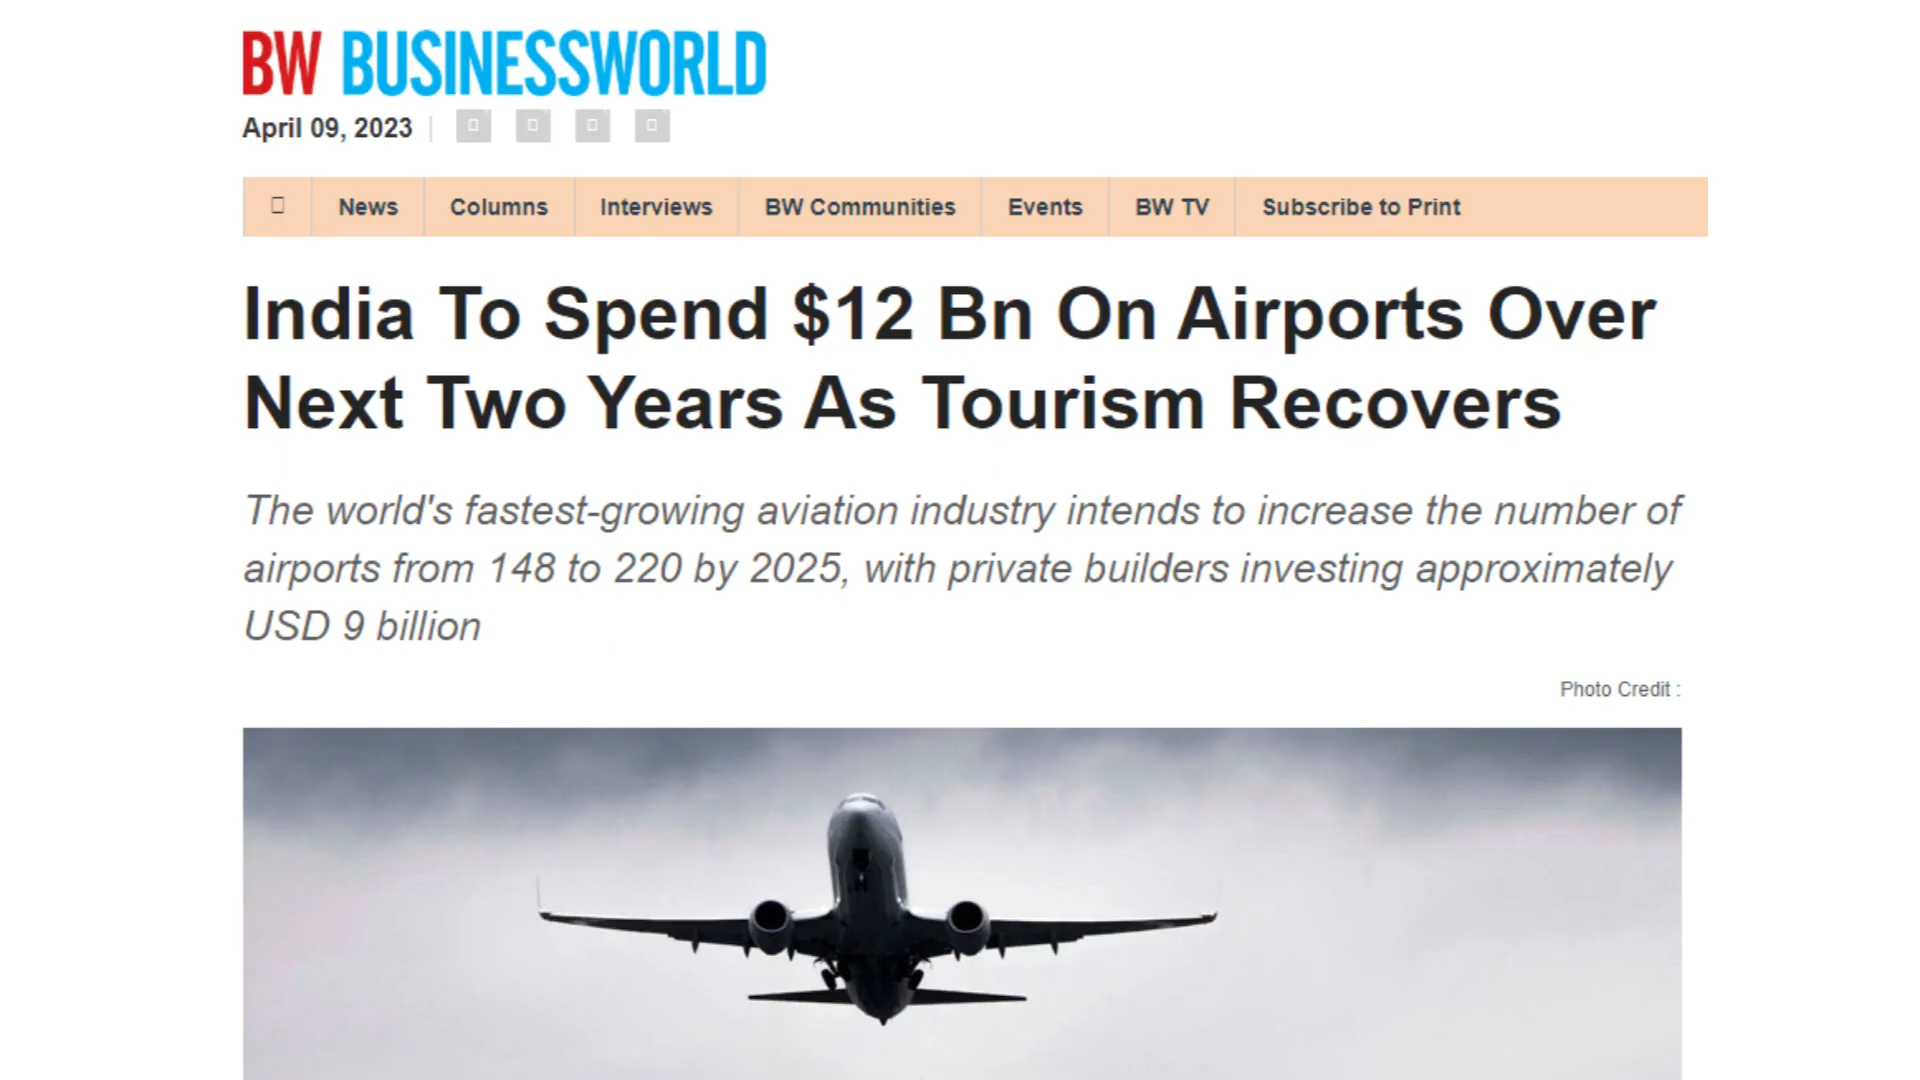 BW BUSINESSWORLD
April 09, 2023
News Columns Interviews BW Communities Events BW TV Subscribe to Print
India To Spend $12 Bn On Airports Over
Next Two Years As Tourism Recovers
The world's fastest-growing aviation industry intends to increase the number of
airports from 148 to 220 by 2025, with private builders investing approximately
USD 9 billion
Photo Credit :